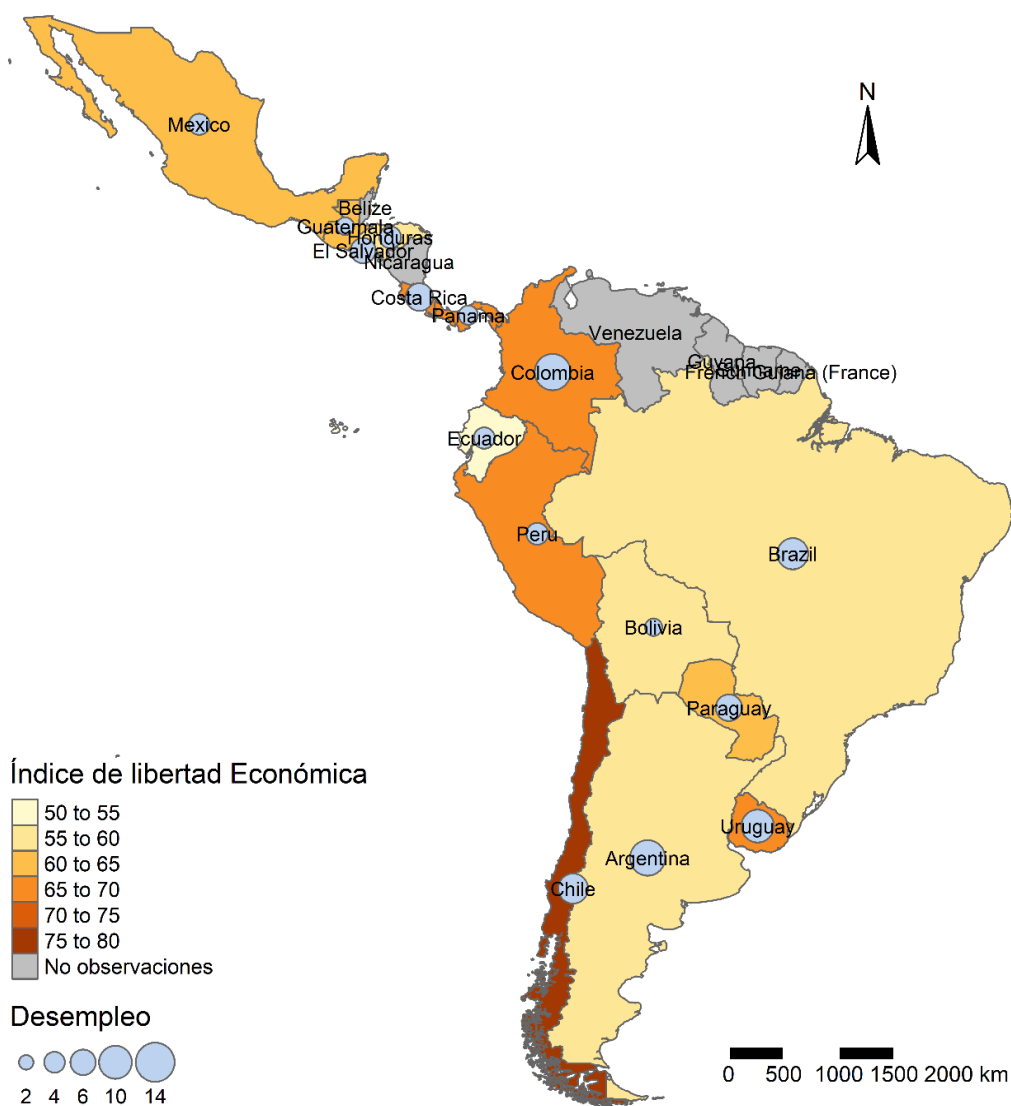 N
Mexico
Belize
Guatemala
Honduras
El Salvador
Nicaragua
Costa Rica
Panama
Venezuela
Guyana
Suriname
French Guiana (France)
Colombia
Ecuador
Peru
Brazil
Bolivia
Paraguay
Uruguay
Argentina
Chile
Índice de libertad Económica
50 to 55
55 to 60
60 to 65
65 to 70
70 to 75
75 to 80
No observaciones
Desempleo
2 4 6 10 14
0 500 1000 1500 2000 km